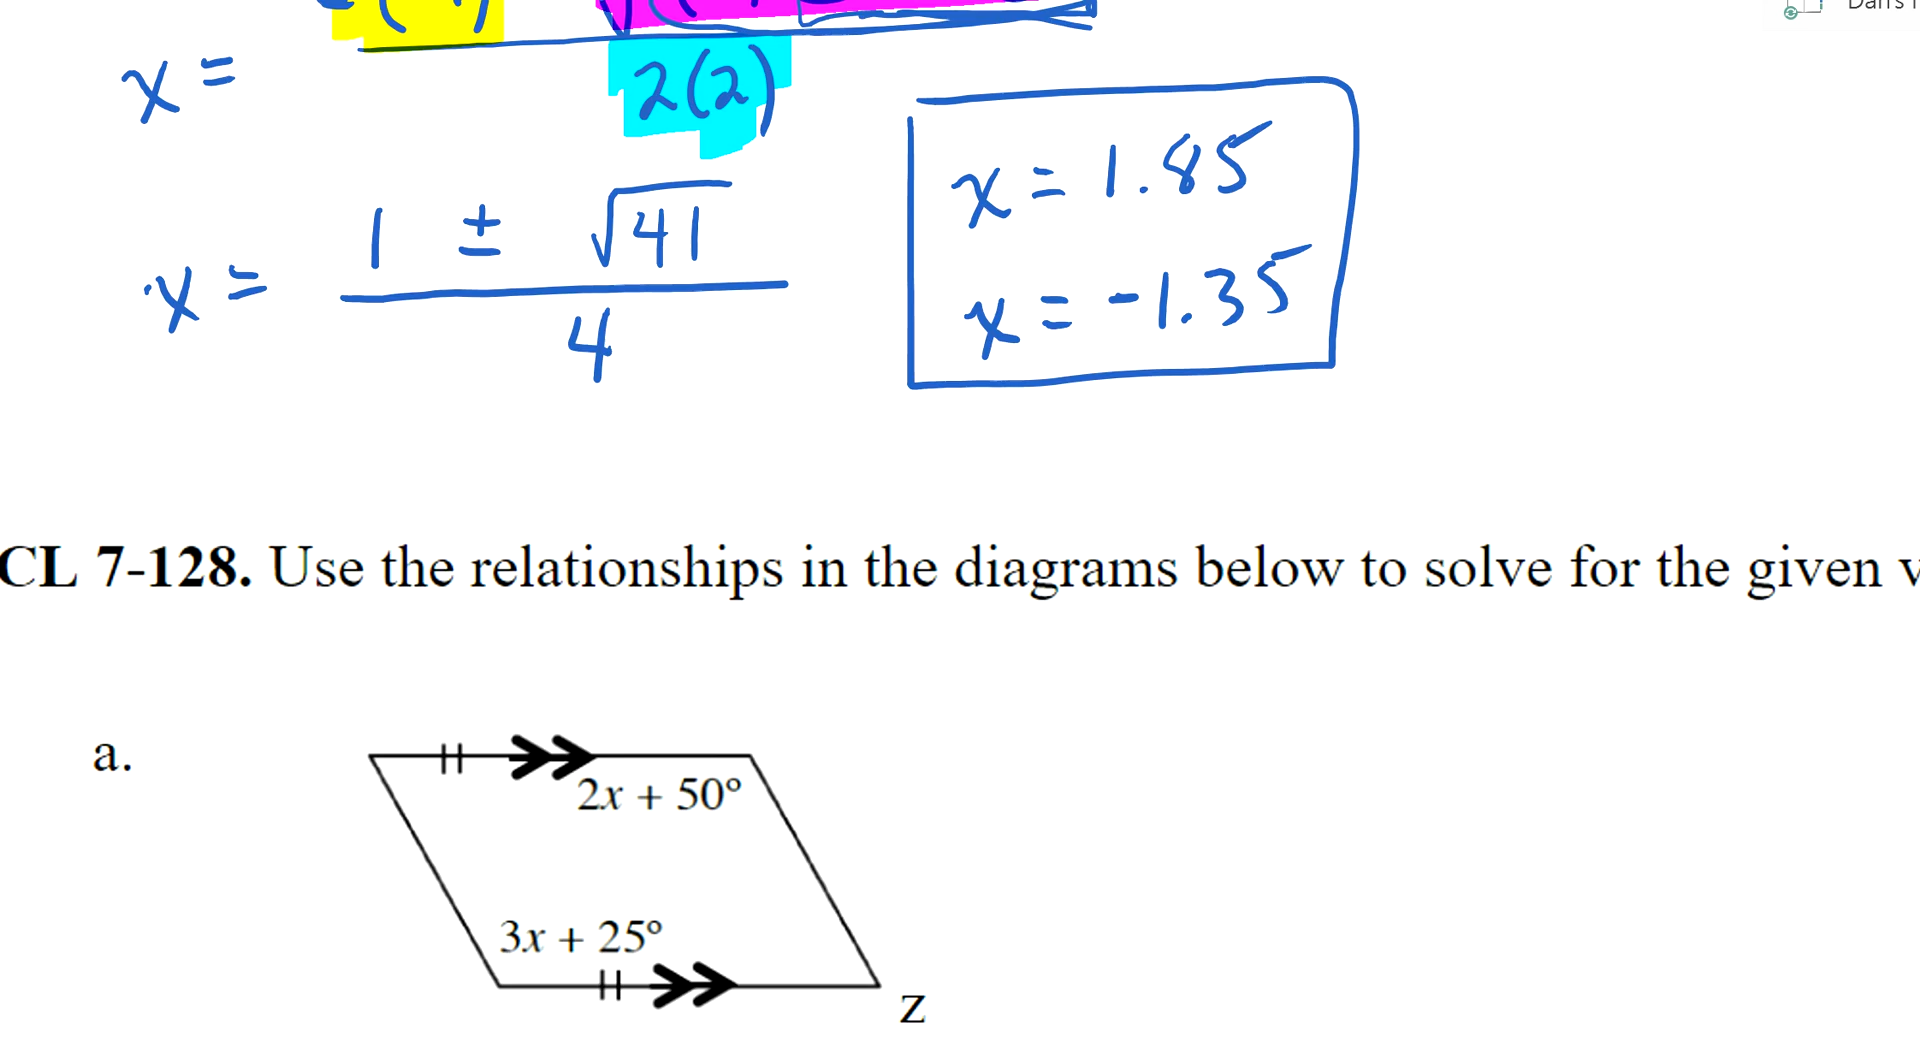 x =
2(2)
x = 1.85
x = 1 ± √41
4
x = -1.35
CL 7-128. Use the relationships in the diagrams below to solve for the given
a.
2x + 50°
3x + 25°
z